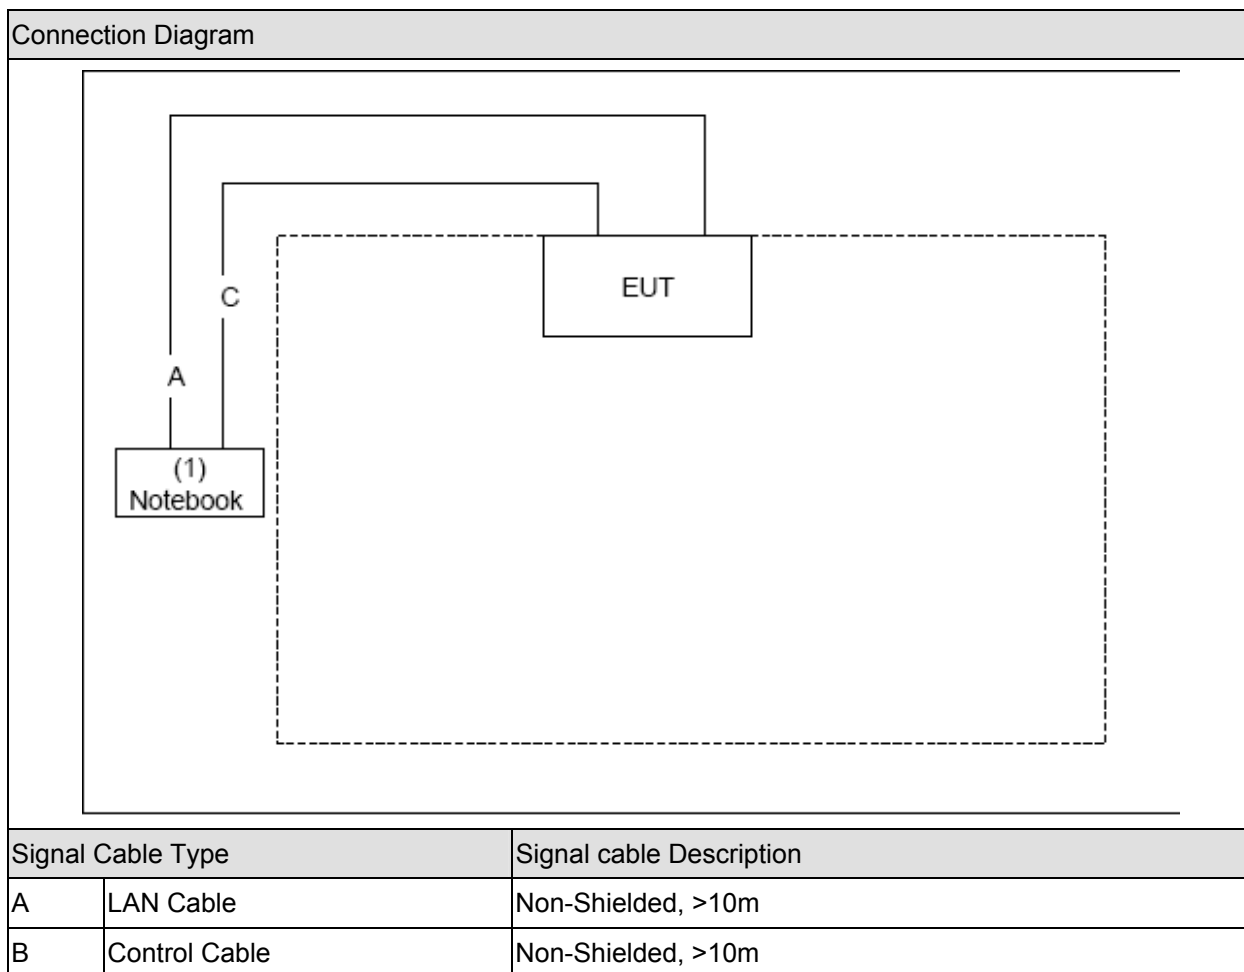 Connection Diagram
EUT
C
A
(1)
Notebook
Signal Cable Type Signal cable Description
A LAN Cable Non-Shielded, >10m
B Control Cable Non-Shielded, >10m